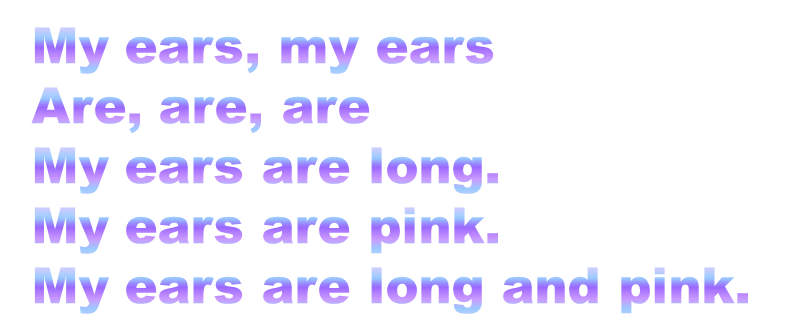 My ears, my ears
Are, are, are
My ears are long.
My ears are pink.
My ears are long and pink.